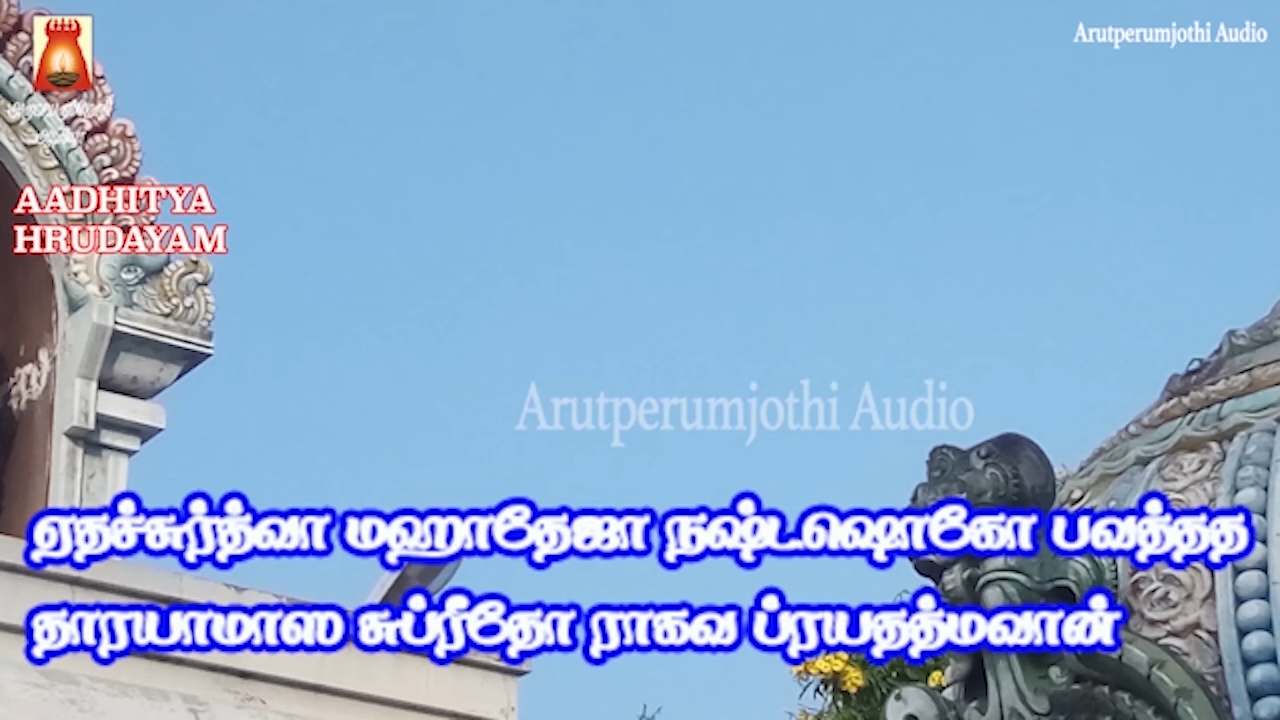 Arutperumjothi Audio
AADHITYA
HRUDAYAM
Arutperumjothi Audio
ஏதச்சுர்த்வா மஹாதேஜா நஷ்டஷொகோ பவத்தத
தாரயாமாஸ சுப்ரீதோ ராகவ ப்ரயதத்மவான்